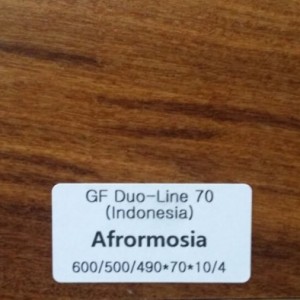 GF Duo-Line 70
(Indonesia)
Afrormosia
600/500/490*70*10/4